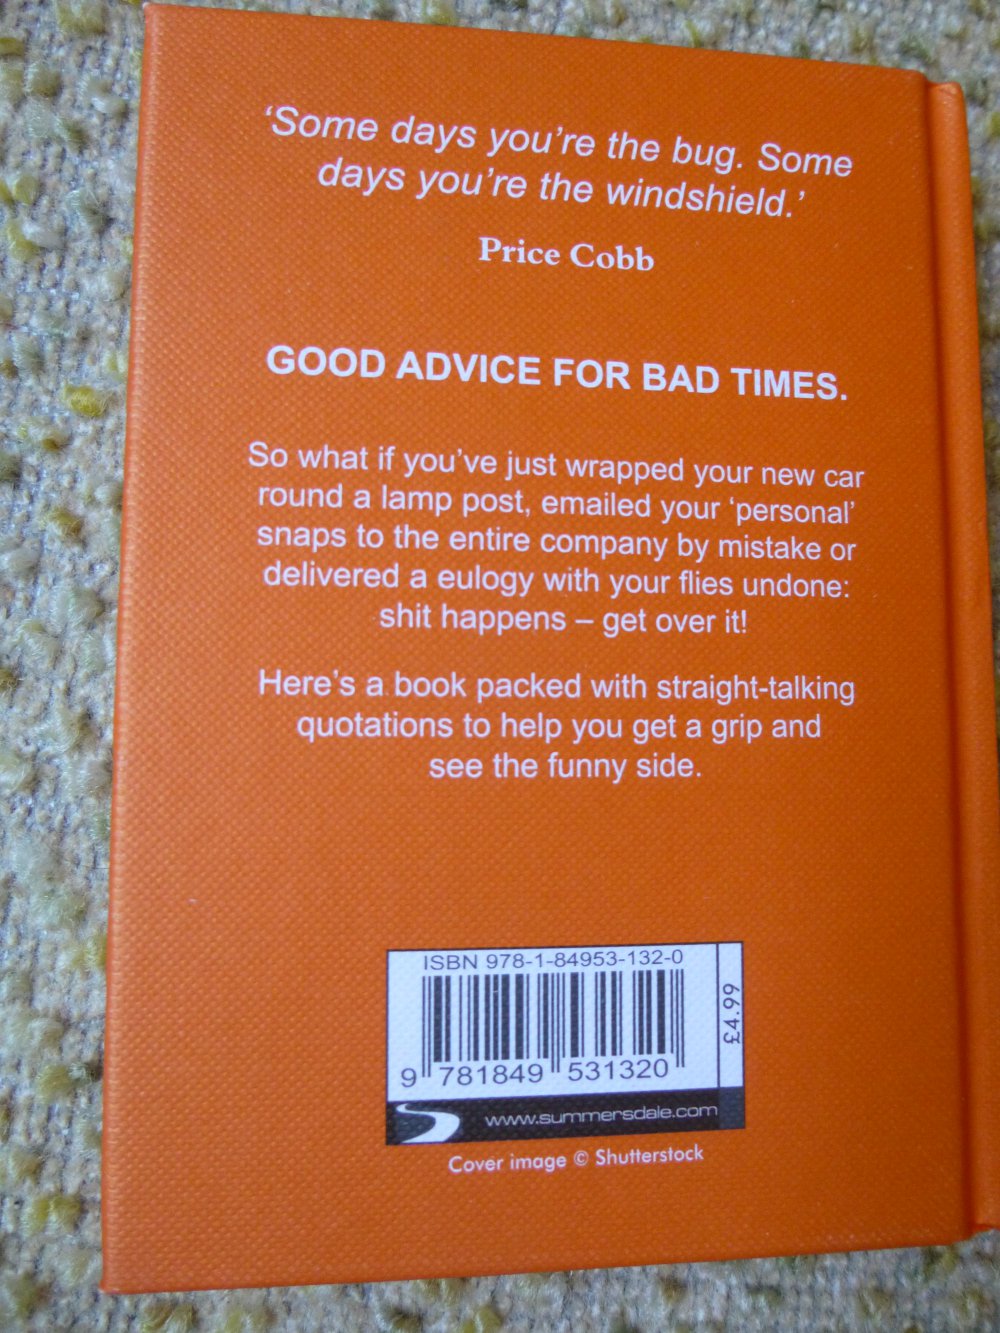 ‘Some days you’re the bug. Some
days you’re the windshield.’
Price Cobb
GOOD ADVICE FOR BAD TIMES.
So what if you’ve just wrapped your new car
round a lamp post, emailed your ‘personal’
snaps to the entire company by mistake or
delivered a eulogy with your flies undone:
shit happens – get over it!
Here’s a book packed with straight-talking
quotations to help you get a grip and
see the funny side.
ISBN 978-1-84953-132-0
£4.99
9 781849 531320
www.summersdale.com
Cover image © Shutterstock